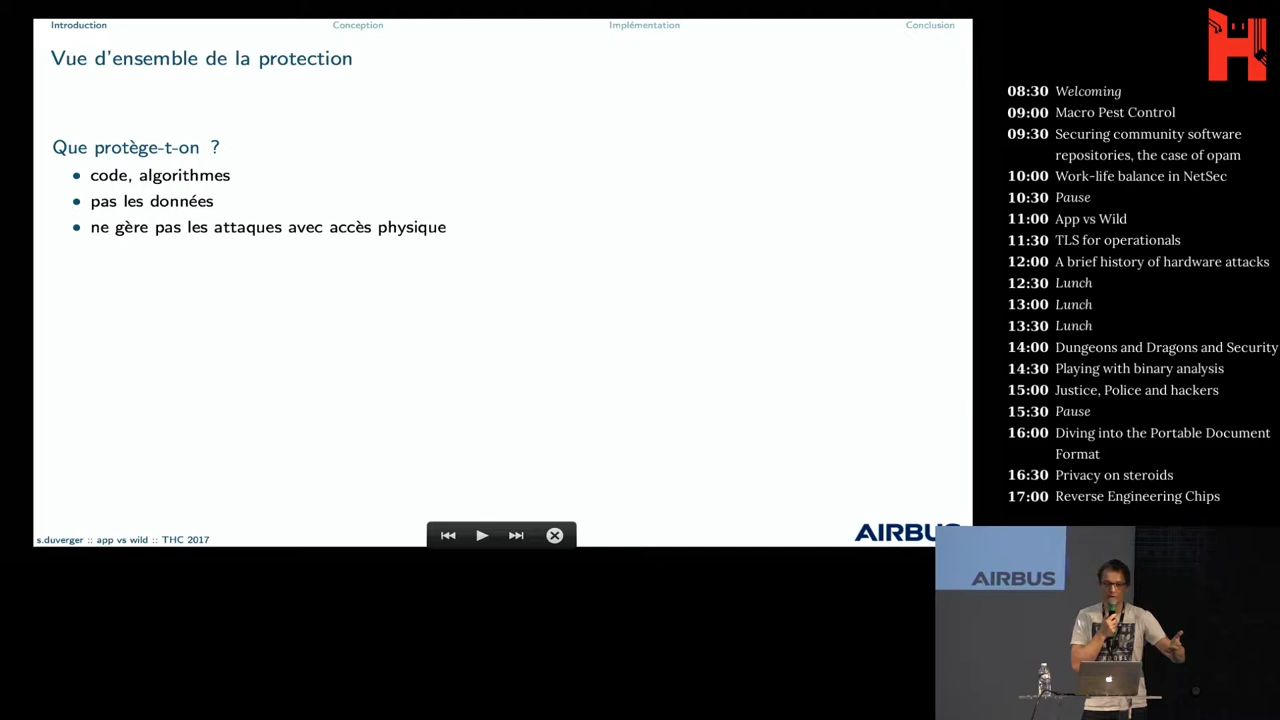 Introduction
Conception
Implémentation
Conclusion
Vue d'ensemble de la protection
Que protège-t-on ?
code, algorithmes
pas les données
ne gère pas les attaques avec accès physique
s.duverger :: app vs wild :: THC 2017
AIRBUS
08:30 Welcoming
09:00 Macro Pest Control
09:30 Securing community software
repositories, the case of opam
10:00 Work-life balance in NetSec
10:30 Pause
11:00 App vs Wild
11:30 TLS for operationals
12:00 A brief history of hardware attacks
12:30 Lunch
13:00 Lunch
13:30 Lunch
14:00 Dungeons and Dragons and Security
14:30 Playing with binary analysis
15:00 Justice, Police and hackers
15:30 Pause
16:00 Diving into the Portable Document
Format
16:30 Privacy on steroids
17:00 Reverse Engineering Chips
AIRBUS